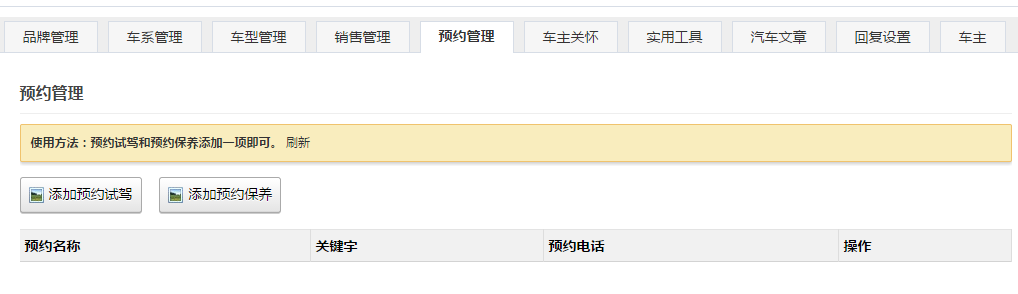 品牌管理 车系管理 车型管理 销售管理 预约管理 车主关怀 实用工具 汽车文章 回复设置 车主
预约管理
使用方法：预约试驾和预约保养添加一项即可。 刷新
添加预约试驾 添加预约保养
预约名称 关键字 预约电话 操作